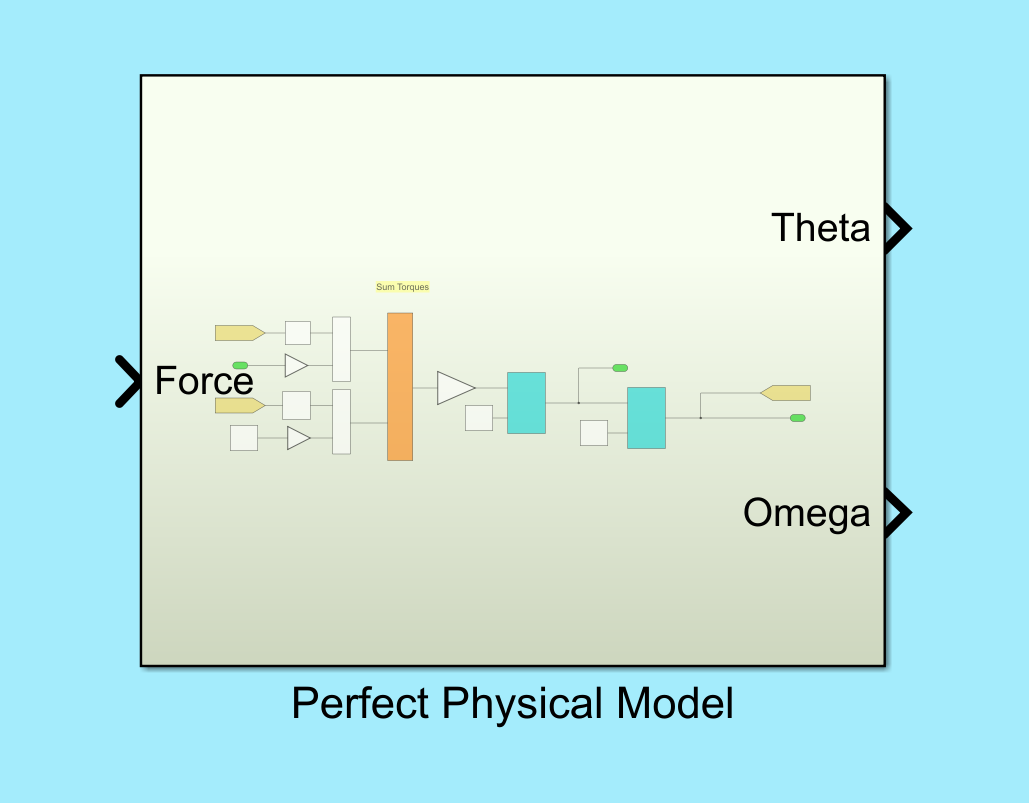 Theta
Sum Torques
Force
Omega
Perfect Physical Model